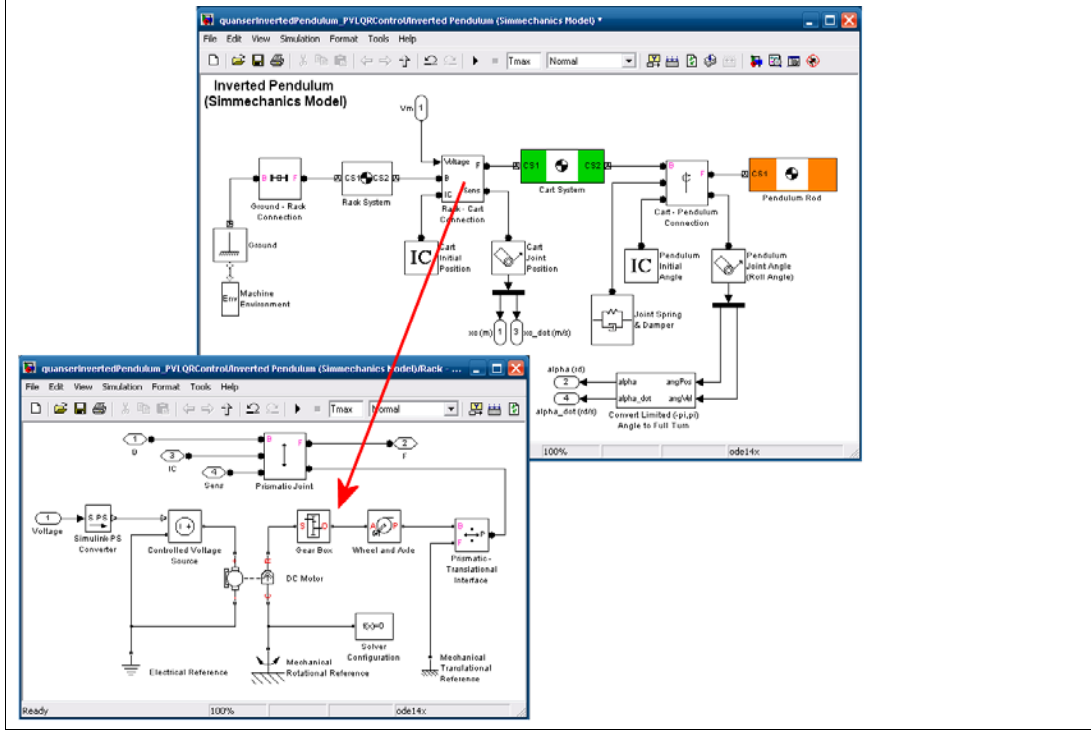 quanserInvertedPendulum_PVLQRControl/Inverted Pendulum (Simmechanics Model) *
File Edit View Simulation Format Tools Help
Tmax Normal
Inverted Pendulum
(Simmechanics Model)
Vm 1
Voltage F
B
IC Sens
Rack - Cart
Connection
B F
Ground - Rack
Connection
CS1 CS2
Rack System
CS1 CS2
Cart System
B F
Cart - Pendulum
Connection
CS1
Pendulum Rod
Ground
Env
Machine
Environment
IC
Cart
Initial
Position
Cart
Joint
Position
IC
Pendulum
Initial
Angle
Pendulum
Joint Angle
(Roll Angle)
Joint Spring
& Damper
xc (m) 1 3 xc_dot (m/s)
alpha (rd)
2
4
alpha_dot (rd/s)
alpha angPos
alpha_dot angVel
Convert Limited (-pi,pi)
Angle to Full Turn
100% ode14x
quanserInvertedPendulum_PVLQRControl/Inverted Pendulum (Simmechanics Model)/Rack - ...
File Edit View Simulation Format Tools Help
Tmax Normal
1
B
3
IC
4
Sens
B F
Prismatic Joint
2
F
1
Voltage
S PS
Simulink-PS
Converter
Controlled Voltage
Source
DC Motor
S O
Gear Box
A P
Wheel and Axle
B P
F
Prismatic -
Translational
Interface
f(x)=0
Solver
Configuration
Electrical Reference
Mechanical
Rotational Reference
Mechanical
Translational
Reference
Ready 100% ode14x